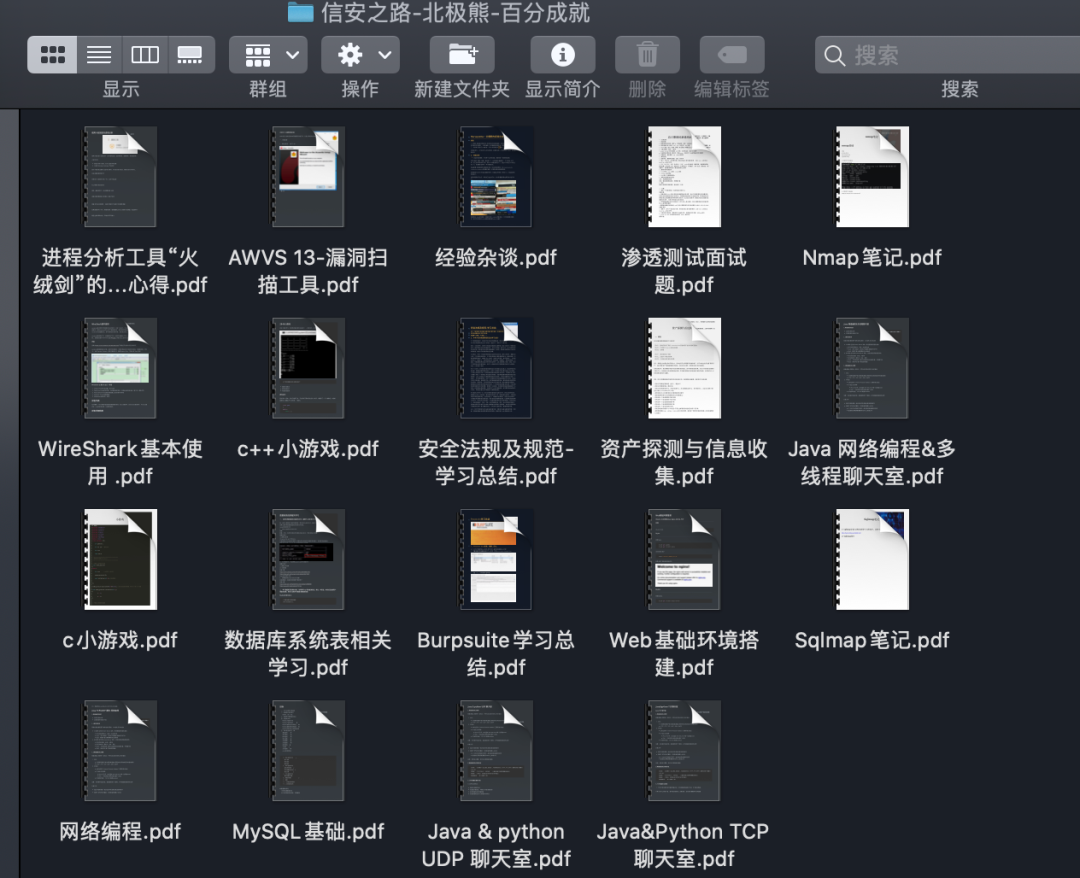 信安之路-北极熊-百分成就
显示
群组
操作
新建文件夹
显示简介
删除
编辑标签
搜索
搜索
进程分析工具“火
绒剑”的...心得.pdf
AWVS 13-漏洞扫
描工具.pdf
经验杂谈.pdf
渗透测试面试
题.pdf
Nmap笔记.pdf
WireShark基本使
用 .pdf
c++小游戏.pdf
安全法规及规范-
学习总结.pdf
资产探测与信息收
集.pdf
Java 网络编程&多
线程聊天室.pdf
c小游戏.pdf
数据库系统表相关
学习.pdf
Burpsuite学习总
结.pdf
Web基础环境搭
建.pdf
Sqlmap笔记.pdf
网络编程.pdf
MySQL基础.pdf
Java & python
UDP 聊天室.pdf
Java&Python TCP
聊天室.pdf